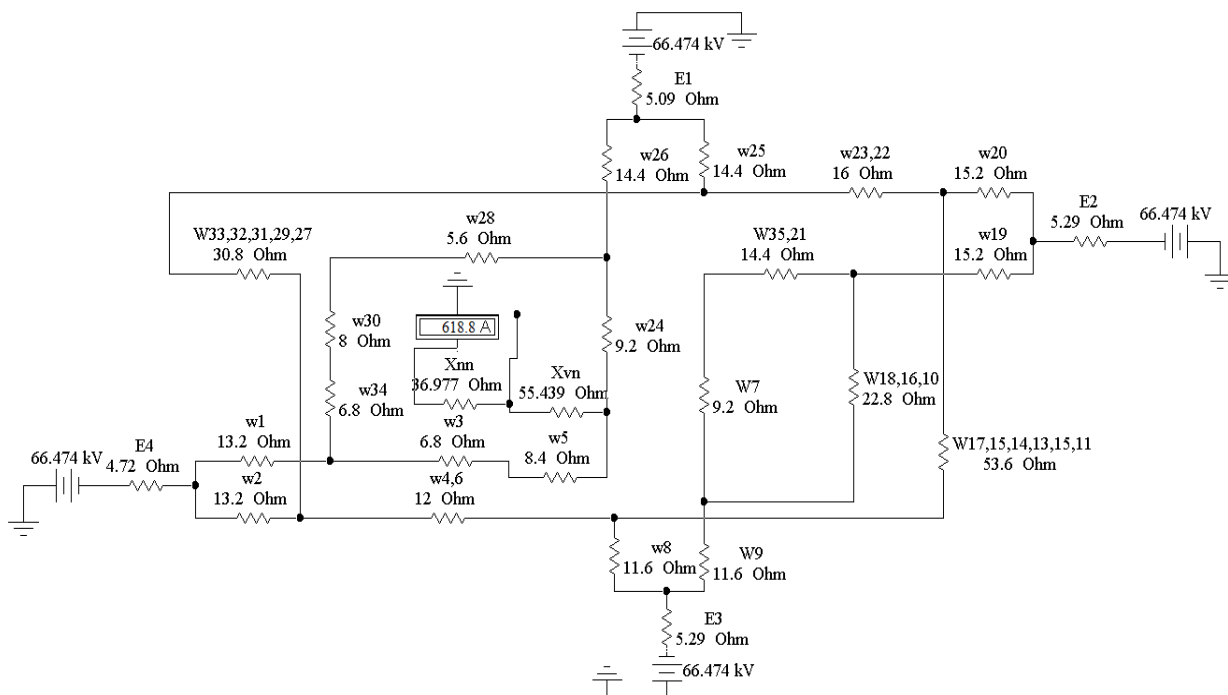 66.474 kV
E1
5.09 Ohm
w26
14.4 Ohm
w25
14.4 Ohm
w23,22
16 Ohm
w20
15.2 Ohm
E2
5.29 Ohm
66.474 kV
w28
5.6 Ohm
W33,32,31,29,27
30.8 Ohm
W35,21
14.4 Ohm
w19
15.2 Ohm
618.8 A
w30
8 Ohm
w24
9.2 Ohm
Xnn
36.977 Ohm
Xvn
55.439 Ohm
W7
9.2 Ohm
W18,16,10
22.8 Ohm
w34
6.8 Ohm
w1
13.2 Ohm
w3
6.8 Ohm
w5
8.4 Ohm
E4
4.72 Ohm
66.474 kV
w2
13.2 Ohm
w4,6
12 Ohm
W17,15,14,13,15,11
53.6 Ohm
w8
11.6 Ohm
W9
11.6 Ohm
E3
5.29 Ohm
66.474 kV